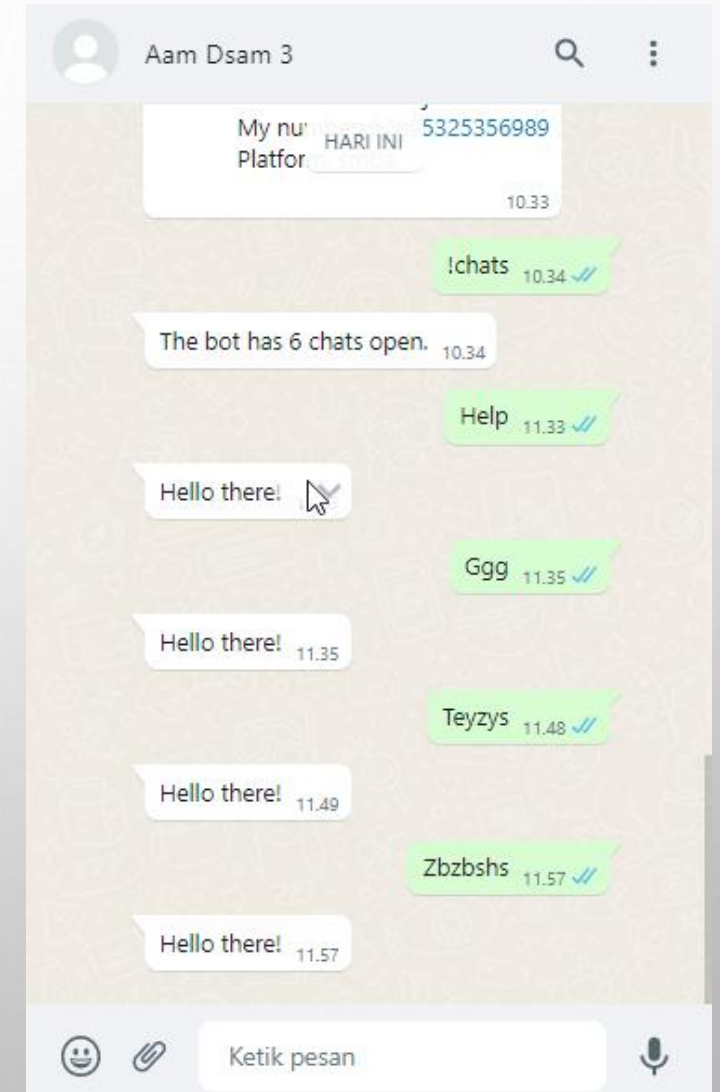 Aam Dsam 3
My nu
5325356989
HARI INI
Platfor
10.33
!chats 10.34
The bot has 6 chats open. 10.34
Help 11.33
Hello there!
Ggg 11.35
Hello there! 11.35
Teyzys 11.48
Hello there! 11.49
Zbzbshs 11.57
Hello there! 11.57
Ketik pesan